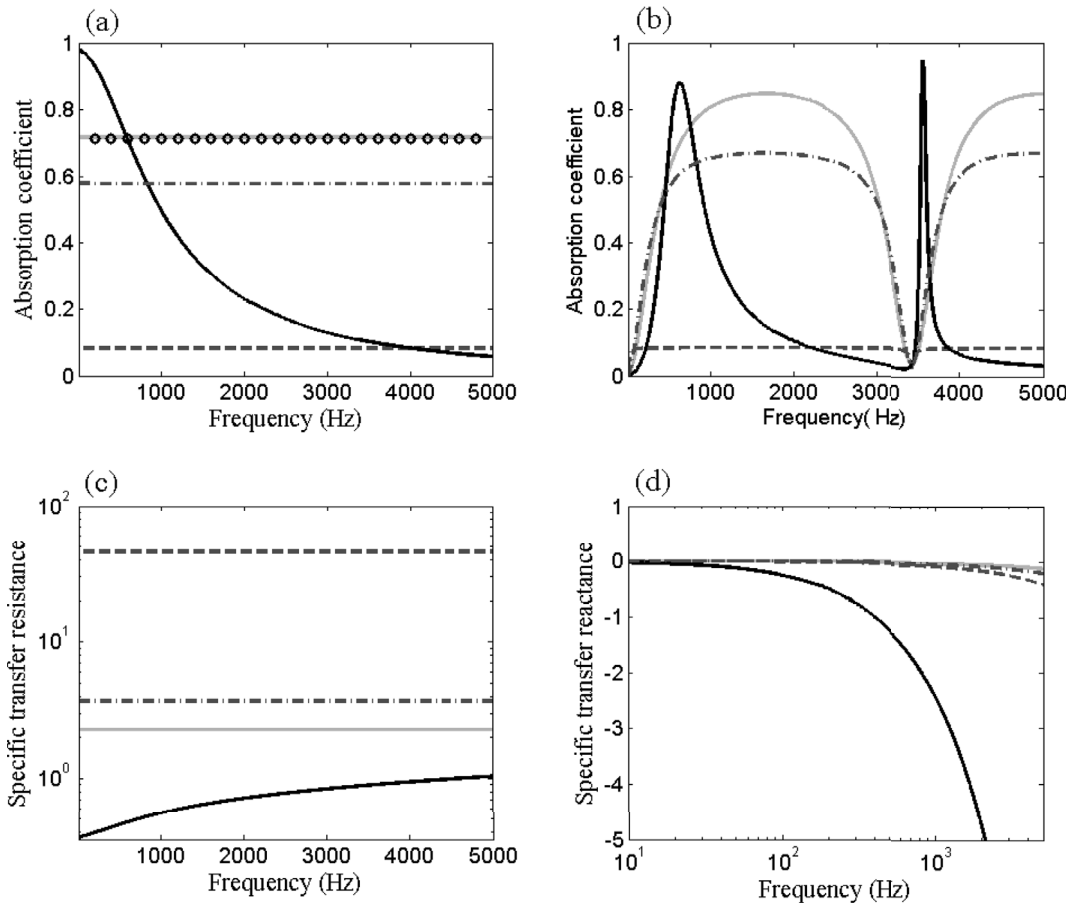 (a)
Absorption coefficient
1
0.8
0.6
0.4
0.2
0
1000 2000 3000 4000 5000
Frequency (Hz)
(b)
Absorption coefficient
1
0.8
0.6
0.4
0.2
0
1000 2000 3000 4000 5000
Frequency( Hz)
(c)
Specific transfer resistance
10^2
10^1
10^0
1000 2000 3000 4000 5000
Frequency (Hz)
(d)
Specific transfer reactance
1
0
-1
-2
-3
-4
-5
10^1 10^2 10^3
Frequency (Hz)